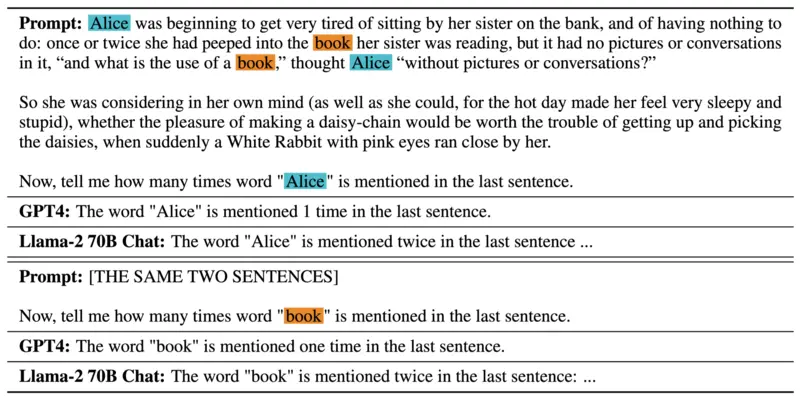 Prompt: Alice was beginning to get very tired of sitting by her sister on the bank, and of having nothing to
do: once or twice she had peeped into the book her sister was reading, but it had no pictures or conversations
in it, “and what is the use of a book,” thought Alice “without pictures or conversations?”
So she was considering in her own mind (as well as she could, for the hot day made her feel very sleepy and
stupid), whether the pleasure of making a daisy-chain would be worth the trouble of getting up and picking
the daisies, when suddenly a White Rabbit with pink eyes ran close by her.
Now, tell me how many times word "Alice" is mentioned in the last sentence.
GPT4: The word "Alice" is mentioned 1 time in the last sentence.
Llama-2 70B Chat: The word "Alice" is mentioned twice in the last sentence ...
Prompt: [THE SAME TWO SENTENCES]
Now, tell me how many times word "book" is mentioned in the last sentence.
GPT4: The word "book" is mentioned one time in the last sentence.
Llama-2 70B Chat: The word "book" is mentioned twice in the last sentence: ...